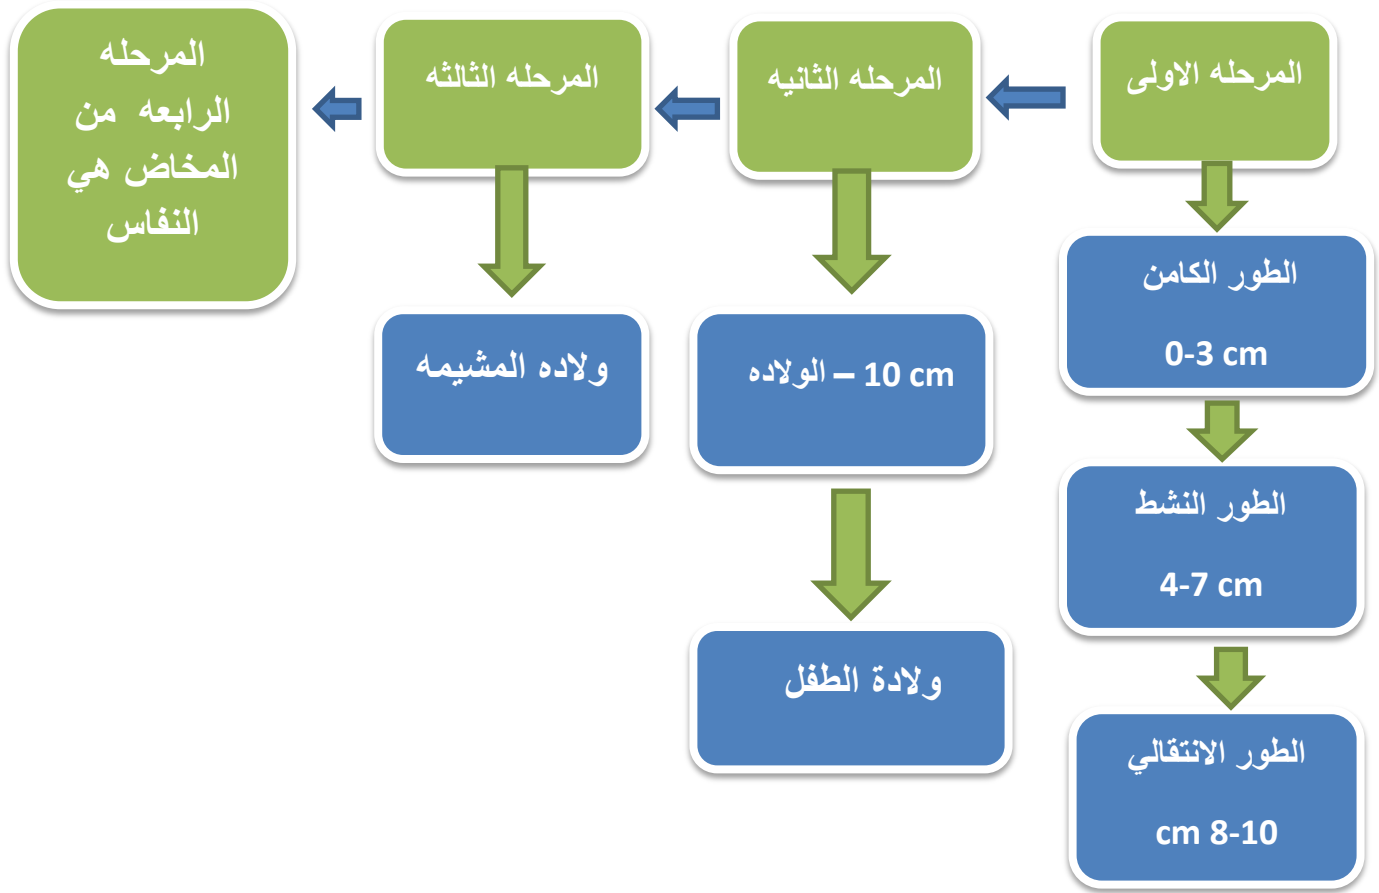 المرحله الاولى
الطور الكامن
0-3 cm
الطور النشط
4-7 cm
الطور الانتقالي
cm 8-10
المرحله الثانيه
10 cm – الولاده
ولادة الطفل
المرحله الثالثه
ولاده المشيمه
المرحله
الرابعه من
المخاض هي
النفاس